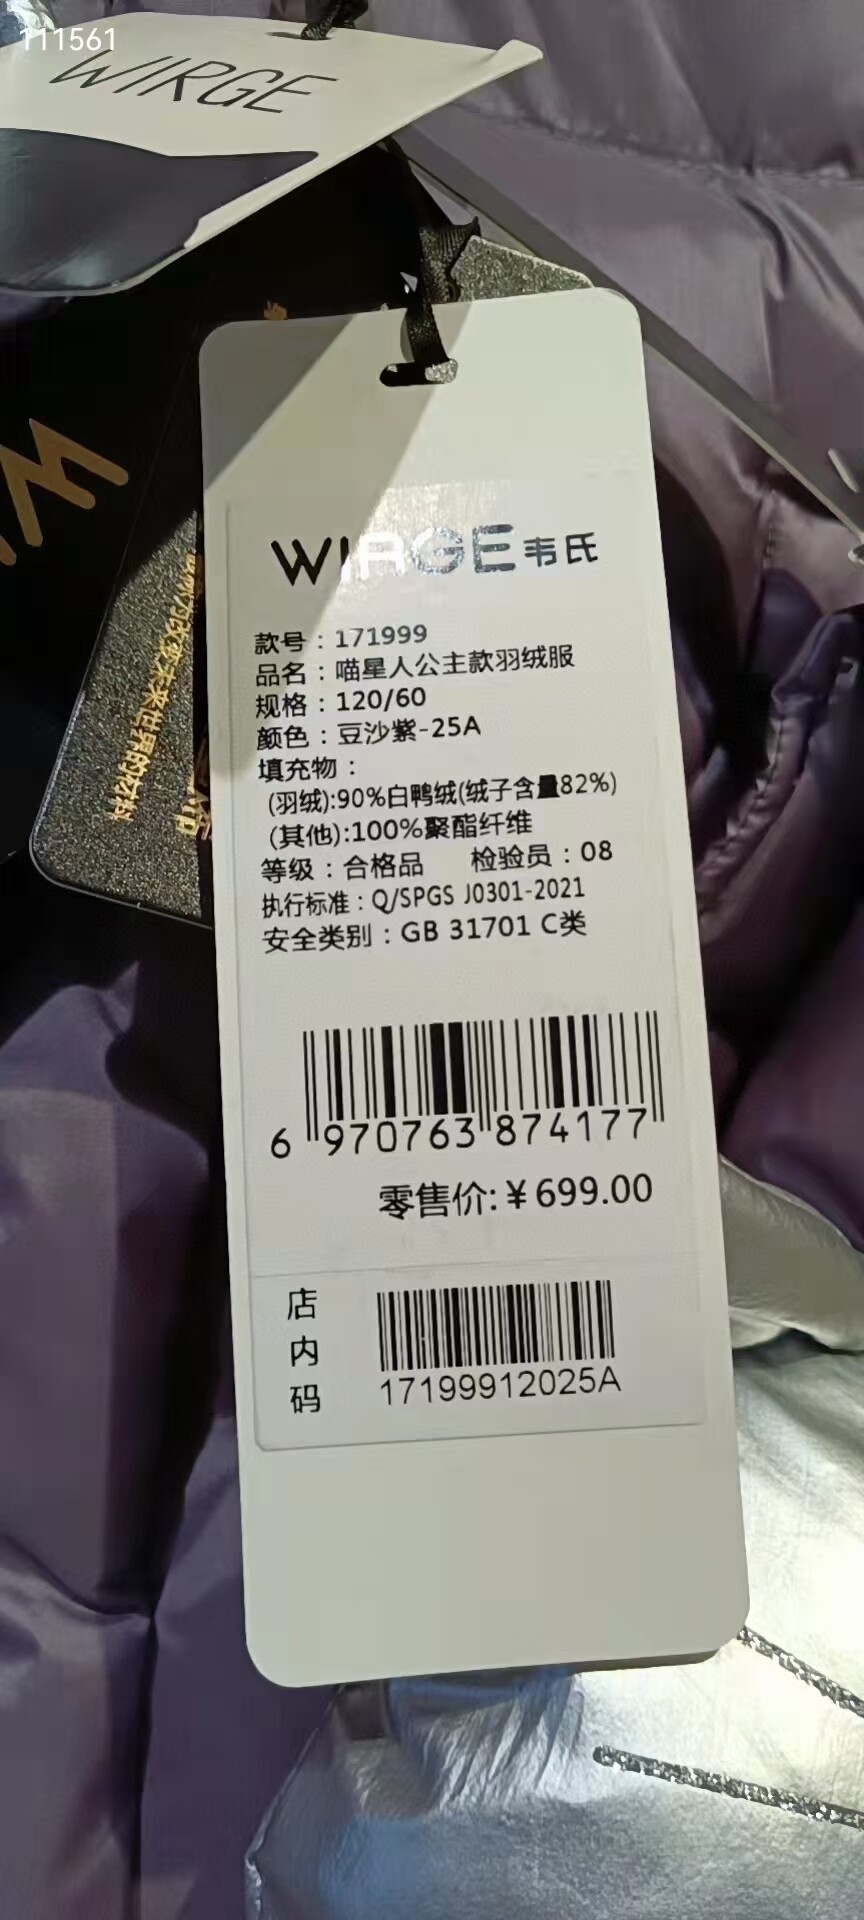 111561
WIRGE
WIRGE韦氏
款号：171999
品名：喵星人公主款羽绒服
规格：120/60
颜色：豆沙紫-25A
填充物：
(羽绒):90%白鸭绒(绒子含量82%)
(其他):100%聚酯纤维
等级：合格品 检验员：08
执行标准：Q/SPGS J0301-2021
安全类别：GB 31701 C类
6 970763 874177
零售价:￥699.00
店内码
17199912025A